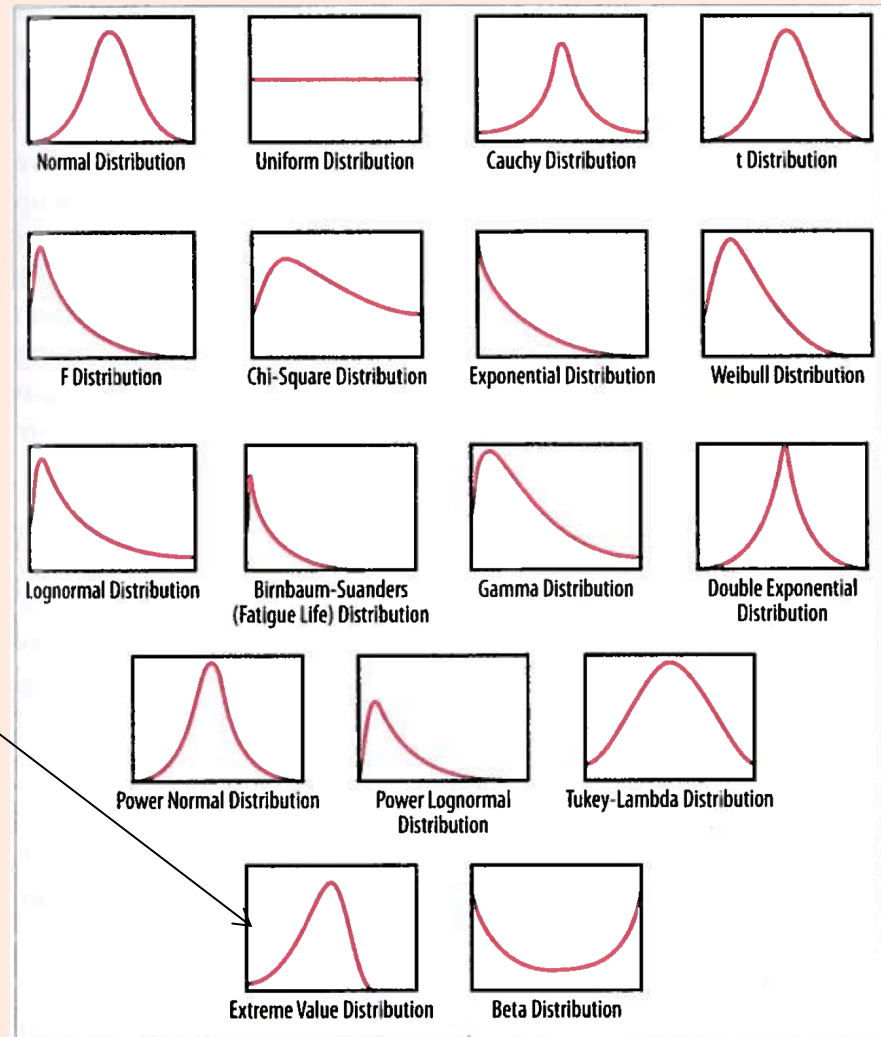 Normal Distribution
Uniform Distribution
Cauchy Distribution
t Distribution
F Distribution
Chi-Square Distribution
Exponential Distribution
Weibull Distribution
Lognormal Distribution
Birnbaum-Suanders
(Fatigue Life) Distribution
Gamma Distribution
Double Exponential
Distribution
Power Normal Distribution
Power Lognormal
Distribution
Tukey-Lambda Distribution
Extreme Value Distribution
Beta Distribution